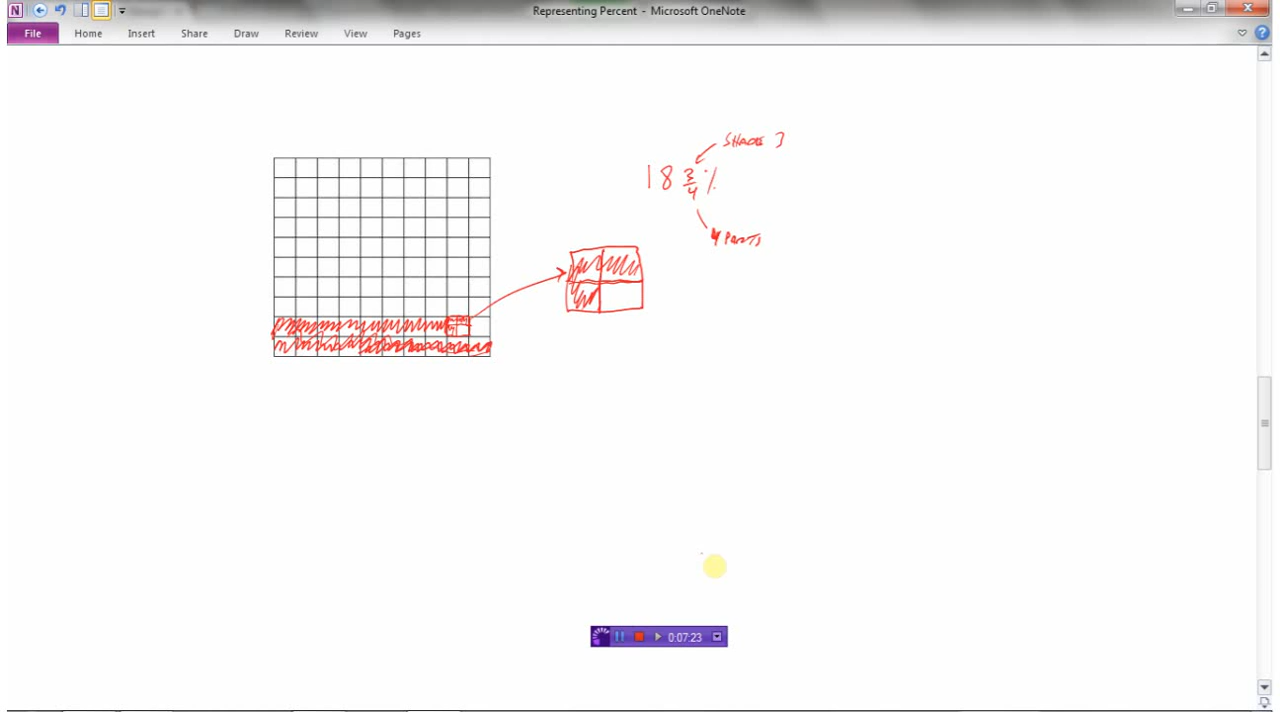 Representing Percent - Microsoft OneNote
File Home Insert Share Draw Review View Pages
SHADE 3
18 3/4 %
4 PARTS
0:07:23